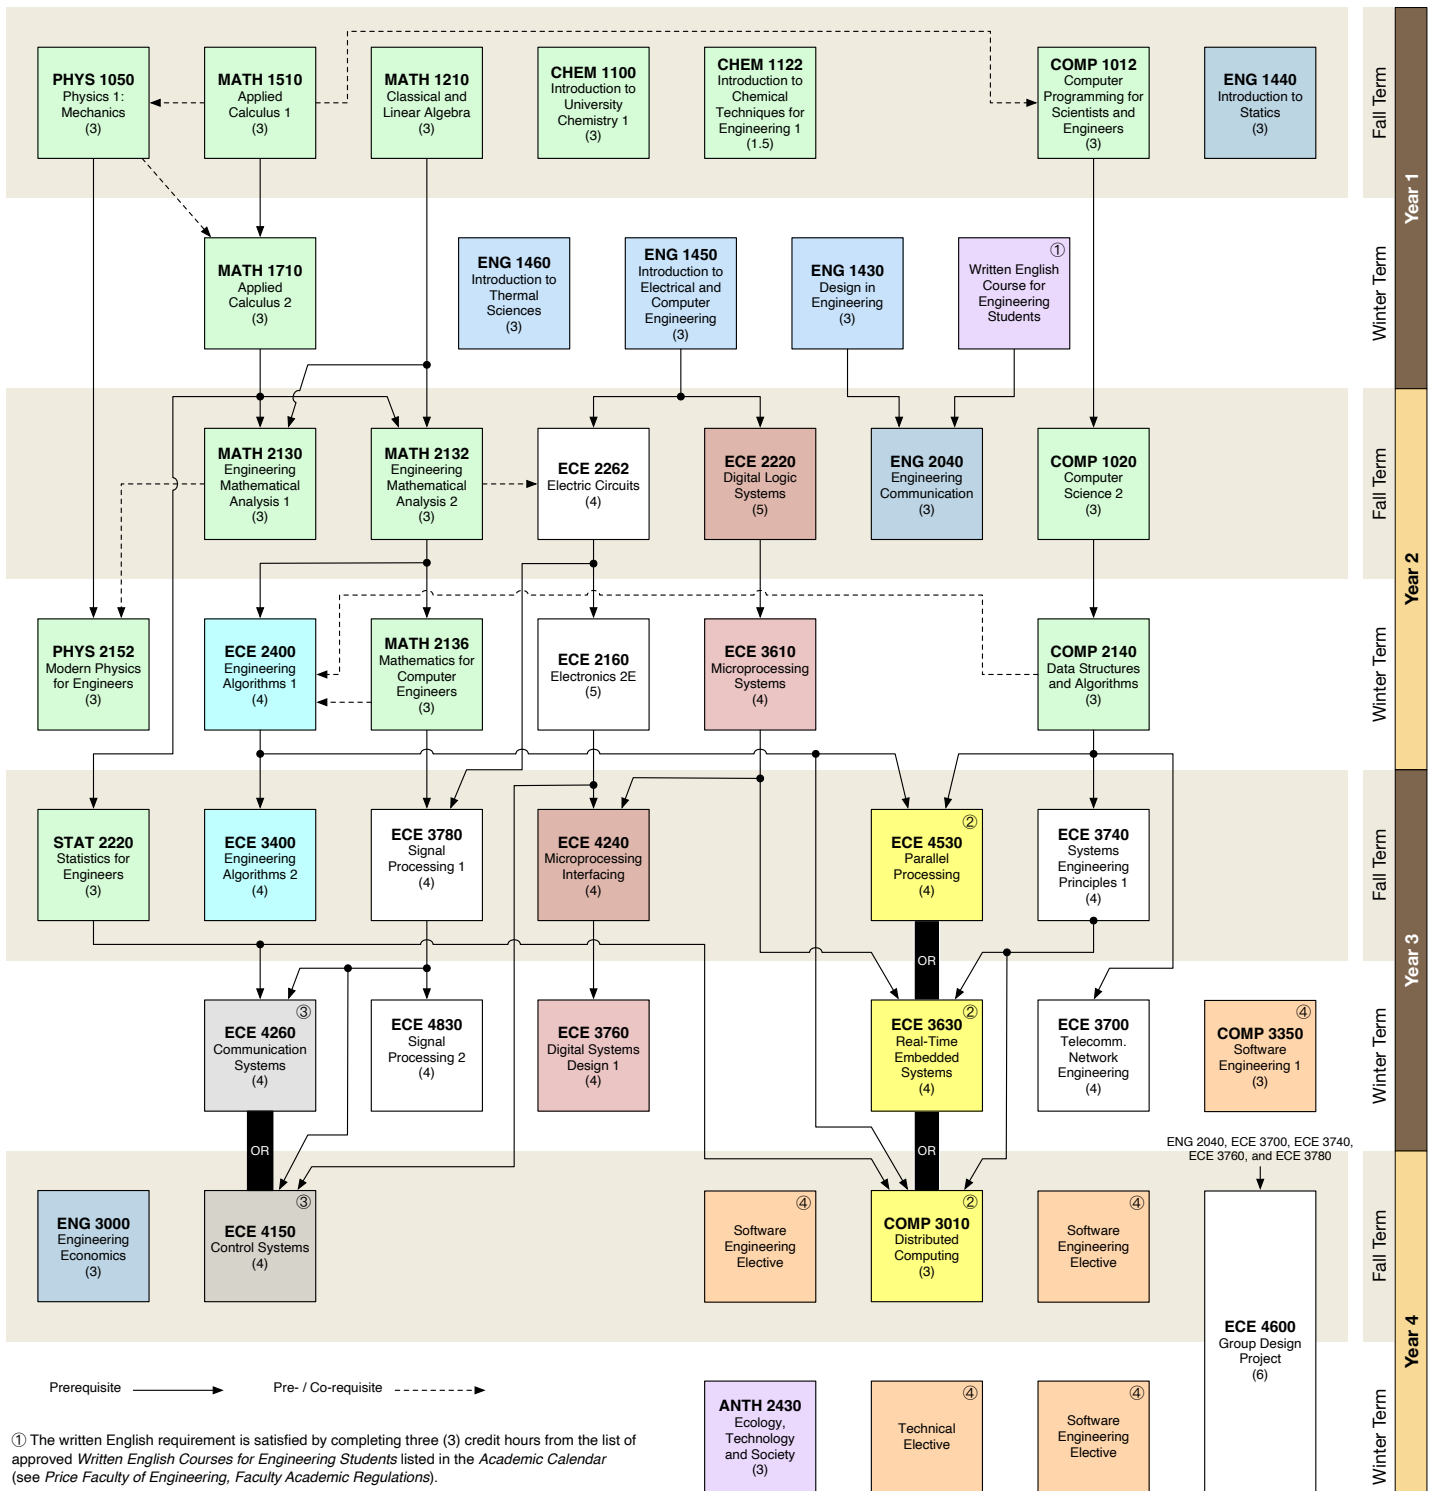 PHYS 1050
Physics 1:
Mechanics
(3)
MATH 1510
Applied
Calculus 1
(3)
MATH 1210
Classical and
Linear Algebra
(3)
CHEM 1100
Introduction to
University
Chemistry 1
(3)
CHEM 1122
Introduction to
Chemical
Techniques for
Engineering 1
(1.5)
COMP 1012
Computer
Programming for
Scientists and
Engineers
(3)
ENG 1440
Introduction to
Statics
(3)
Fall Term
Year 1
MATH 1710
Applied
Calculus 2
(3)
ENG 1460
Introduction to
Thermal
Sciences
(3)
ENG 1450
Introduction to
Electrical and
Computer
Engineering
(3)
ENG 1430
Design in
Engineering
(3)
①
Written English
Course for
Engineering
Students
Winter Term
MATH 2130
Engineering
Mathematical
Analysis 1
(3)
MATH 2132
Engineering
Mathematical
Analysis 2
(3)
ECE 2262
Electric Circuits
(4)
ECE 2220
Digital Logic
Systems
(5)
ENG 2040
Engineering
Communication
(3)
COMP 1020
Computer
Science 2
(3)
Fall Term
Year 2
PHYS 2152
Modern Physics
for Engineers
(3)
ECE 2400
Engineering
Algorithms 1
(4)
MATH 2136
Mathematics for
Computer
Engineers
(3)
ECE 2160
Electronics 2E
(5)
ECE 3610
Microprocessing
Systems
(4)
COMP 2140
Data Structures
and Algorithms
(3)
Winter Term
STAT 2220
Statistics for
Engineers
(3)
ECE 3400
Engineering
Algorithms 2
(4)
ECE 3780
Signal
Processing 1
(4)
ECE 4240
Microprocessing
Interfacing
(4)
②
ECE 4530
Parallel
Processing
(4)
ECE 3740
Systems
Engineering
Principles 1
(4)
Fall Term
Year 3
OR
③
ECE 4260
Communication
Systems
(4)
ECE 4830
Signal
Processing 2
(4)
ECE 3760
Digital Systems
Design 1
(4)
②
ECE 3630
Real-Time
Embedded
Systems
(4)
ECE 3700
Telecomm.
Network
Engineering
(4)
④
COMP 3350
Software
Engineering 1
(3)
Winter Term
OR
OR
ENG 2040, ECE 3700, ECE 3740,
ECE 3760, and ECE 3780
ENG 3000
Engineering
Economics
(3)
③
ECE 4150
Control Systems
(4)
④
Software
Engineering
Elective
②
COMP 3010
Distributed
Computing
(3)
④
Software
Engineering
Elective
Fall Term
Year 4
ECE 4600
Group Design
Project
(6)
Prerequisite
Pre- / Co-requisite
ANTH 2430
Ecology,
Technology
and Society
(3)
④
Technical
Elective
④
Software
Engineering
Elective
Winter Term
① The written English requirement is satisfied by completing three (3) credit hours from the list of
approved Written English Courses for Engineering Students listed in the Academic Calendar
(see Price Faculty of Engineering, Faculty Academic Regulations).